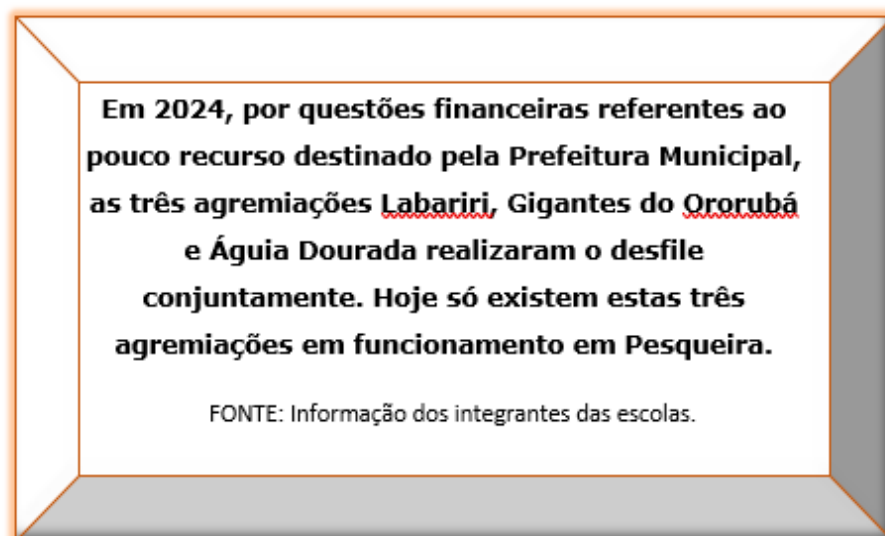 Em 2024, por questões financeiras referentes ao
pouco recurso destinado pela Prefeitura Municipal,
as três agremiações Labariri, Gigantes do Ororubá
e Águia Dourada realizaram o desfile
conjuntamente. Hoje só existem estas três
agremiações em funcionamento em Pesqueira.
FONTE: Informação dos integrantes das escolas.